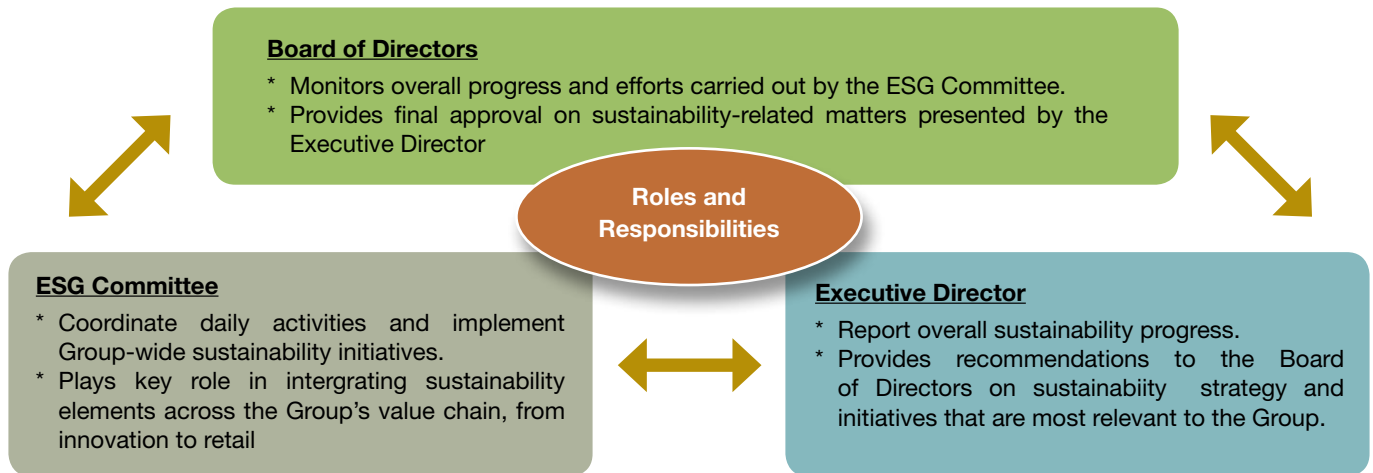 Board of Directors
* Monitors overall progress and efforts carried out by the ESG Committee.
* Provides final approval on sustainability-related matters presented by the
Executive Director
Roles and
Responsibilities
ESG Committee
* Coordinate daily activities and implement
Group-wide sustainability initiatives.
* Plays key role in intergrating sustainability
elements across the Group’s value chain, from
innovation to retail
Executive Director
* Report overall sustainability progress.
* Provides recommendations to the Board
of Directors on sustainabiity strategy and
initiatives that are most relevant to the Group.